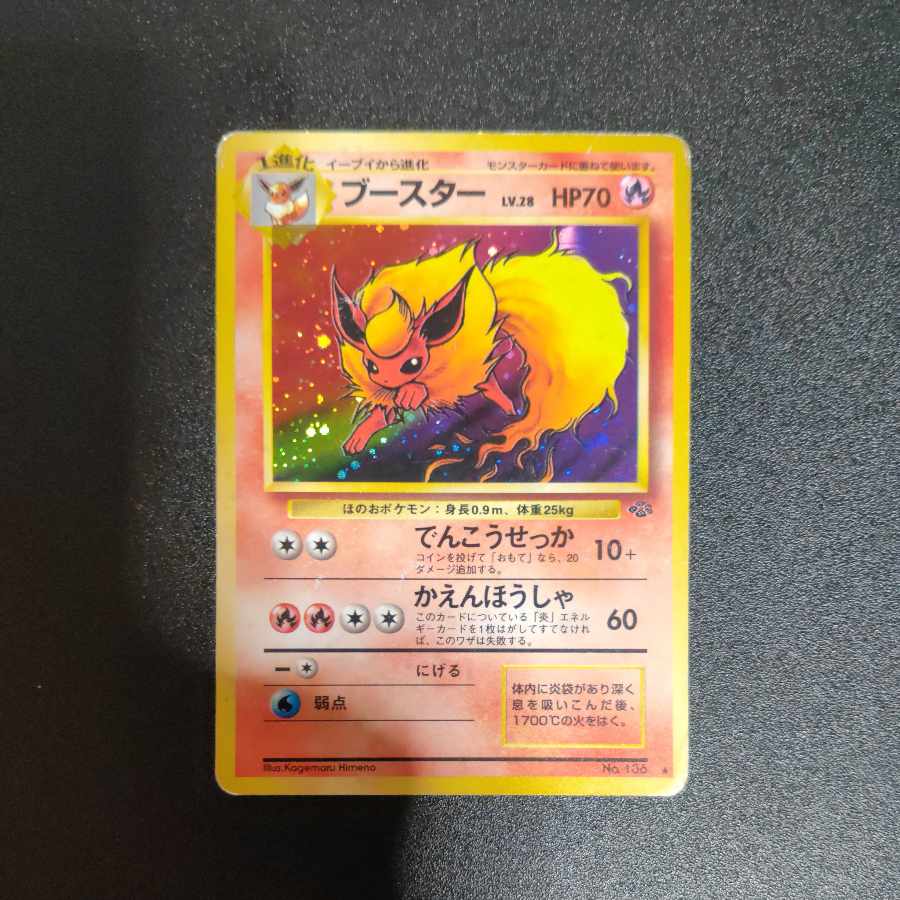 1進化 イーブイから進化 モンスターカードに重ねて使います。
ブースター LV.28 HP70
ほのおポケモン：身長0.9m、体重25kg
でんこうせっか 10+
コインを投げて「おもて」なら、20
ダメージ追加する。
かえんほうしゃ 60
このカードについている「炎」エネル
ギーカードを1枚はがしてすてなけれ
ば、このワザは失敗する。
ー にげる
弱点
体内に炎袋があり深く
息を吸いこんだ後、
1700℃の火をはく。
Illus.Kagemaru Himeno No. 136 ★